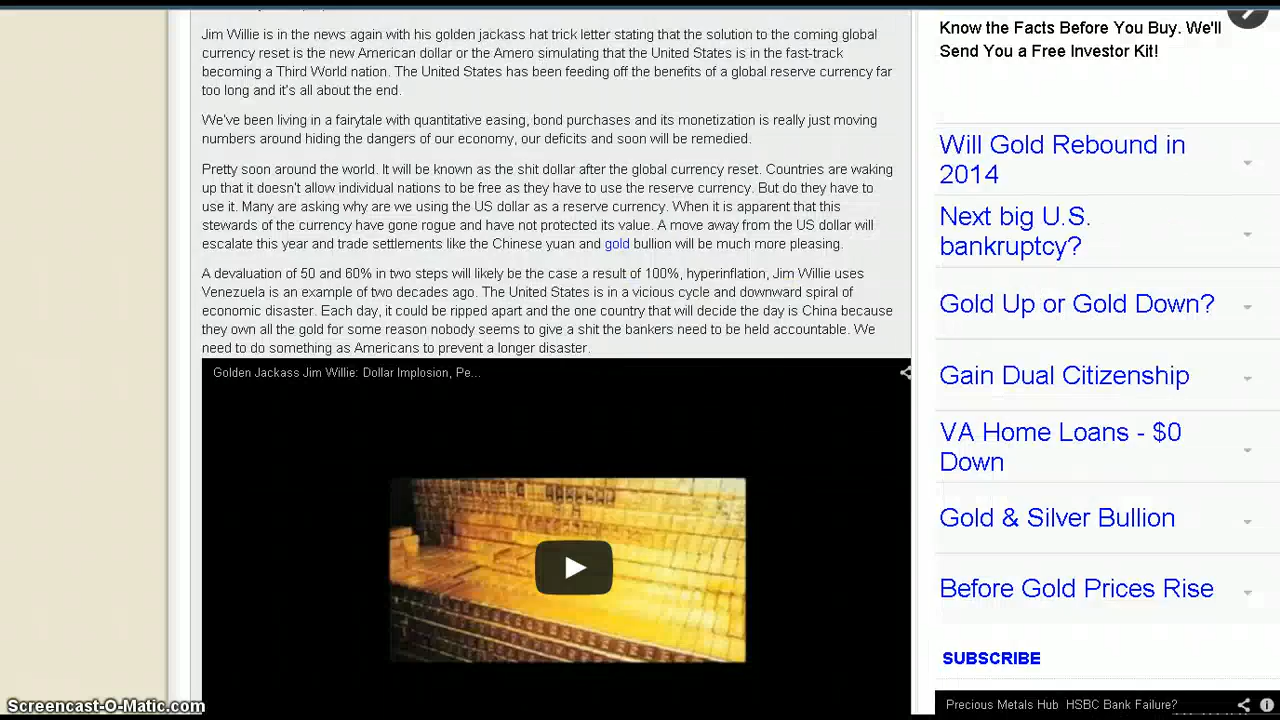 Jim Willie is in the news again with his golden jackass hat trick letter stating that the solution to the coming global
currency reset is the new American dollar or the Amero simulating that the United States is in the fast-track
becoming a Third World nation. The United States has been feeding off the benefits of a global reserve currency far
too long and it's all about the end.
We've been living in a fairytale with quantitative easing, bond purchases and its monetization is really just moving
numbers around hiding the dangers of our economy, our deficits and soon will be remedied.
Pretty soon around the world. It will be known as the shit dollar after the global currency reset. Countries are waking
up that it doesn't allow individual nations to be free as they have to use the reserve currency. But do they have to
use it. Many are asking why are we using the US dollar as a reserve currency. When it is apparent that this
stewards of the currency have gone rogue and have not protected its value. A move away from the US dollar will
escalate this year and trade settlements like the Chinese yuan and gold bullion will be much more pleasing.
A devaluation of 50 and 60% in two steps will likely be the case a result of 100%, hyperinflation, Jim Willie uses
Venezuela is an example of two decades ago. The United States is in a vicious cycle and downward spiral of
economic disaster. Each day, it could be ripped apart and the one country that will decide the day is China because
they own all the gold for some reason nobody seems to give a shit the bankers need to be held accountable. We
need to do something as Americans to prevent a longer disaster.
Golden Jackass Jim Willie: Dollar Implosion, Pe...
Know the Facts Before You Buy. We'll
Send You a Free Investor Kit!
Will Gold Rebound in
2014
Next big U.S.
bankruptcy?
Gold Up or Gold Down?
Gain Dual Citizenship
VA Home Loans - $0
Down
Gold & Silver Bullion
Before Gold Prices Rise
SUBSCRIBE
Precious Metals Hub HSBC Bank Failure?
Screencast-O-Matic.com